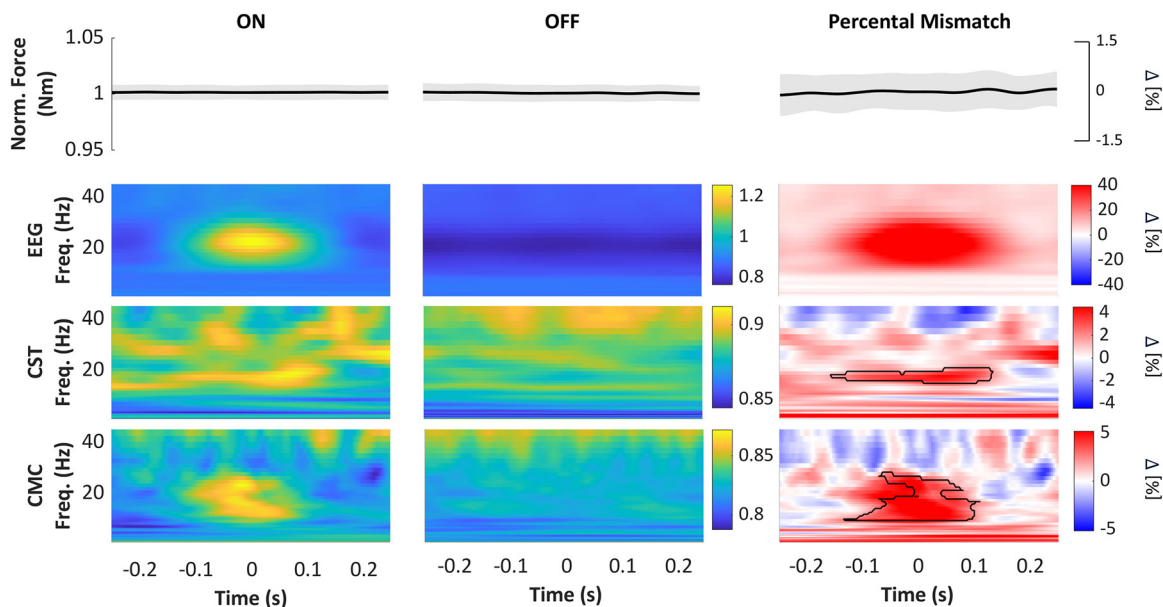 ON OFF Percental Mismatch
Norm. Force
(Nm)
1.05
1
0.95
1.5
0
-1.5
Δ [%]
EEG
Freq. (Hz)
40
20
1.2
1
0.8
40
20
0
-20
-40
Δ [%]
CST
Freq. (Hz)
40
20
0.9
0.85
4
2
0
-2
-4
Δ [%]
CMC
Freq. (Hz)
40
20
0.85
0.8
5
0
-5
Δ [%]
-0.2 -0.1 0 0.1 0.2 -0.2 -0.1 0 0.1 0.2 -0.2 -0.1 0 0.1 0.2
Time (s) Time (s) Time (s)